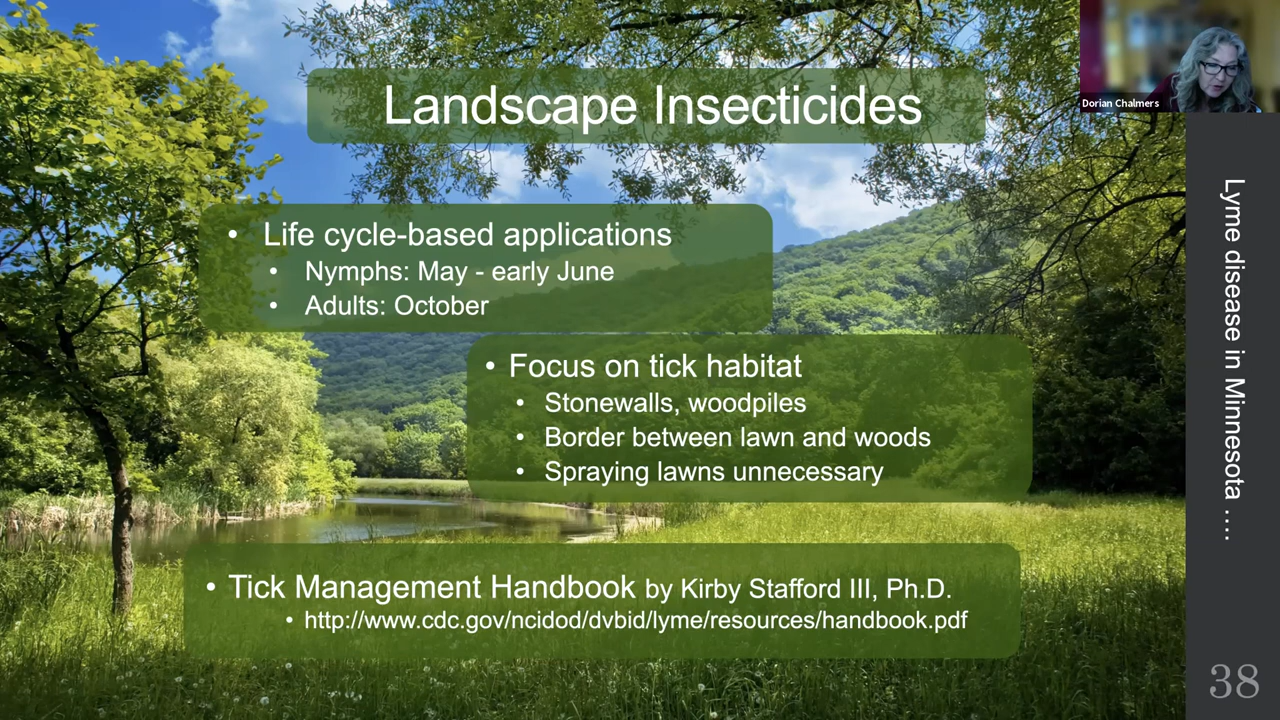 Landscape Insecticides
Dorian Chalmers
• Life cycle-based applications
• Nymphs: May - early June
• Adults: October
• Focus on tick habitat
• Stonewalls, woodpiles
• Border between lawn and woods
• Spraying lawns unnecessary
• Tick Management Handbook by Kirby Stafford III, Ph.D.
• http://www.cdc.gov/ncidod/dvbid/lyme/resources/handbook.pdf
Lyme disease in Minnesota ....
38